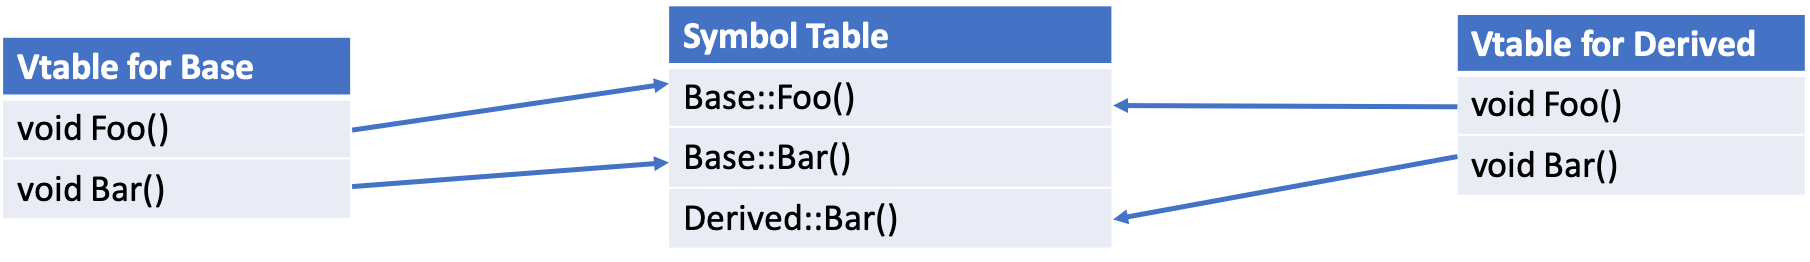 Vtable for Base
void Foo()
void Bar()
Symbol Table
Base::Foo()
Base::Bar()
Derived::Bar()
Vtable for Derived
void Foo()
void Bar()